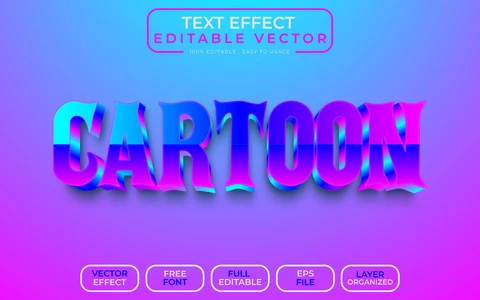 TEXT EFFECT
EDITABLE VECTOR
100% EDITABLE - EASY TO USAGE
CARTOON
VECTOR
EFFECT
FREE
FONT
FULL
EDITABLE
EPS
FILE
LAYER
ORGANIZED